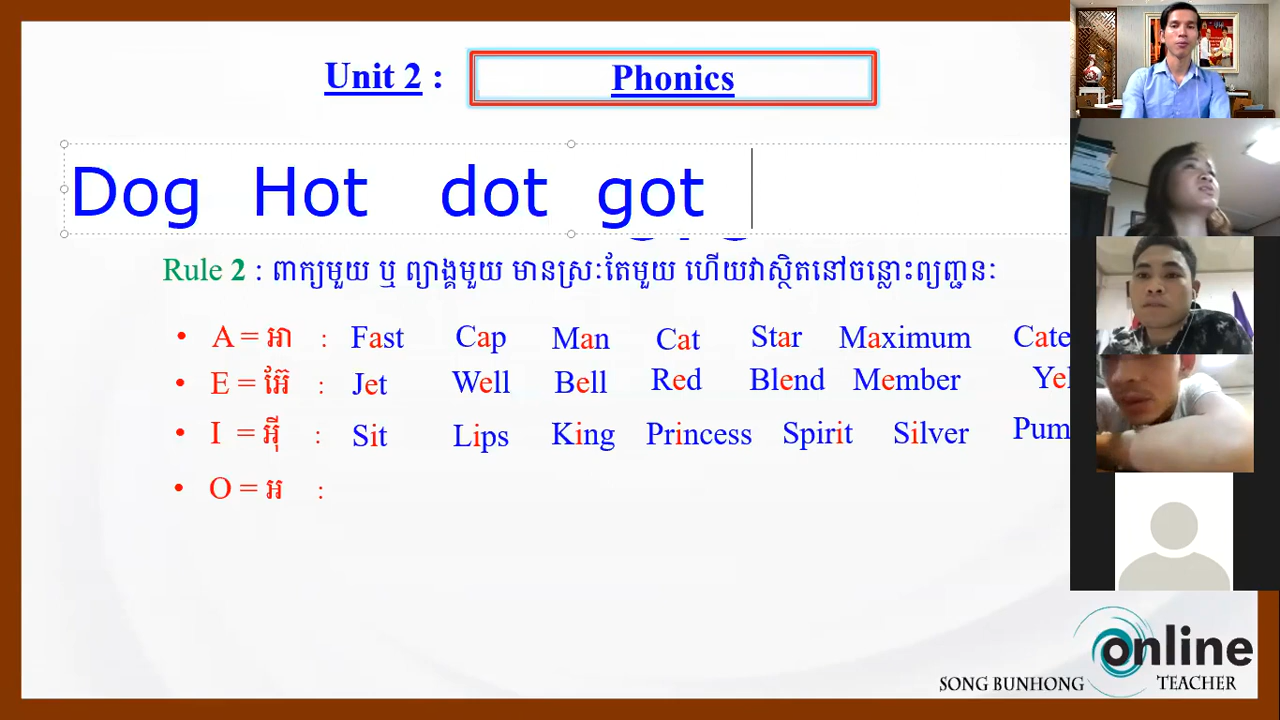 Unit 2 : Phonics
Dog Hot dot got
Rule 2 : ពាក្យមួយ ឬ ព្យាង្គមួយ មានស្រៈតែមួយ ហើយវាស្ថិតនៅចន្លោះព្យញ្ជនៈ
• A = អា : Fast Cap Man Cat Star Maximum Cate
• E = អ៊ែ : Jet Well Bell Red Blend Member Yel
• I = អ៊ី : Sit Lips King Princess Spirit Silver Pum
• O = អ :
online
SONG BUNHONG TEACHER